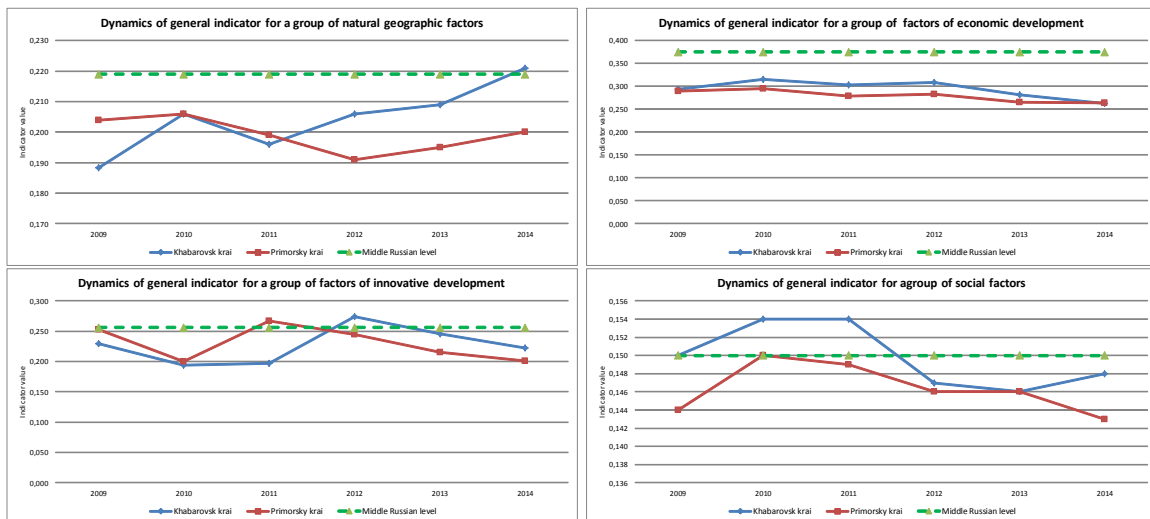 Dynamics of general indicator for a group of natural geographic factors
0,230
0,220
0,210
0,200
0,190
0,180
0,170
Indicator value
2009 2010 2011 2012 2013 2014
Khabarovsk krai Primorsky krai Middle Russian level
Dynamics of general indicator for a group of factors of economic development
0,400
0,350
0,300
0,250
0,200
0,150
0,100
0,050
0,000
Indicator value
2009 2010 2011 2012 2013 2014
Khabarovsk krai Primorsky krai Middle Russian level
Dynamics of general indicator for a group of factors of innovative development
0,300
0,250
0,200
0,150
0,100
0,050
0,000
Indicator value
2009 2010 2011 2012 2013 2014
Khabarovsk krai Primorsky krai Middle Russian level
Dynamics of general indicator for agroup of social factors
0,156
0,154
0,152
0,150
0,148
0,146
0,144
0,142
0,140
0,138
0,136
Indicator value
2009 2010 2011 2012 2013 2014
Khabarovsk krai Primorsky krai Middle Russian level